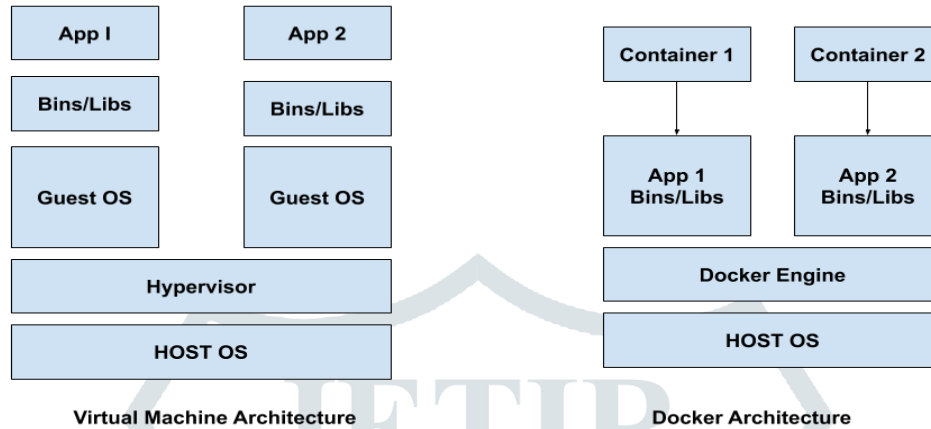 App I
App 2
Bins/Libs
Bins/Libs
Guest OS
Guest OS
Hypervisor
HOST OS
Virtual Machine Architecture
Container 1
Container 2
App 1
Bins/Libs
App 2
Bins/Libs
Docker Engine
HOST OS
Docker Architecture
JETIR